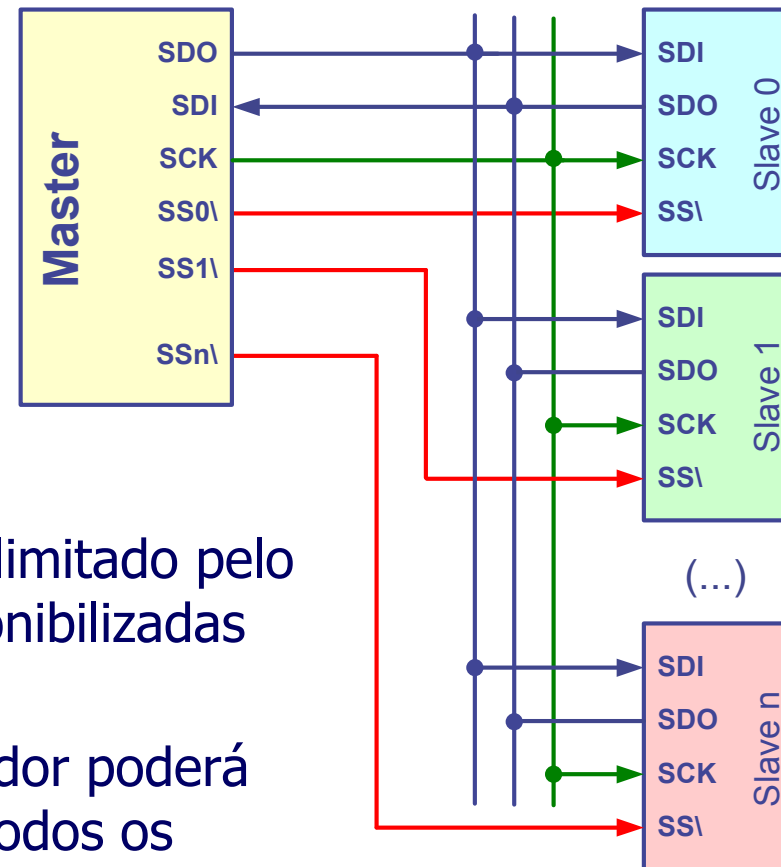 Master
SDO
SDI
SCK
SS0\
SS1\
SSn\
SDI
SDO
SCK
SS\
Slave 0
SDI
SDO
SCK
SS\
Slave 1
(...)
SDI
SDO
SCK
SS\
Slave n
limitado pelo
onibilizadas
dor poderá
odos os